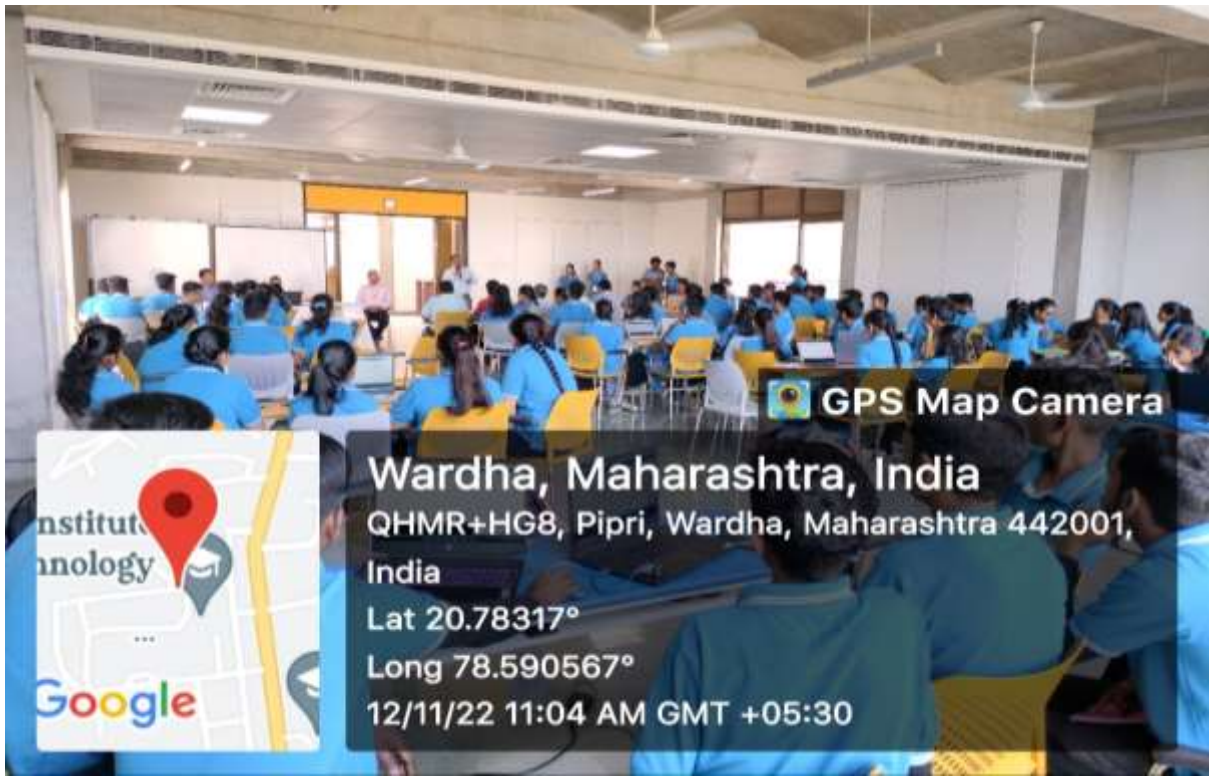 GPS Map Camera
Wardha, Maharashtra, India
QHMR+HG8, Pipri, Wardha, Maharashtra 442001,
India
Lat 20.78317°
Long 78.590567°
12/11/22 11:04 AM GMT +05:30
nstitut
nnology
...
Google